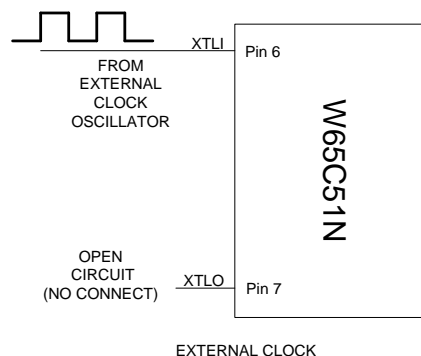 XTLI
Pin 6
FROM
EXTERNAL
CLOCK
OSCILLATOR
W65C51N
OPEN
CIRCUIT
(NO CONNECT)
XTLO
Pin 7
EXTERNAL CLOCK